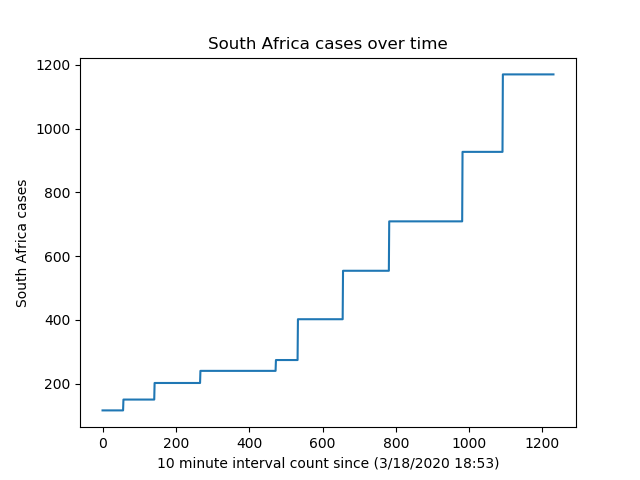 South Africa cases over time
1200
1000
800
600
400
200
South Africa cases
0 200 400 600 800 1000 1200
10 minute interval count since (3/18/2020 18:53)